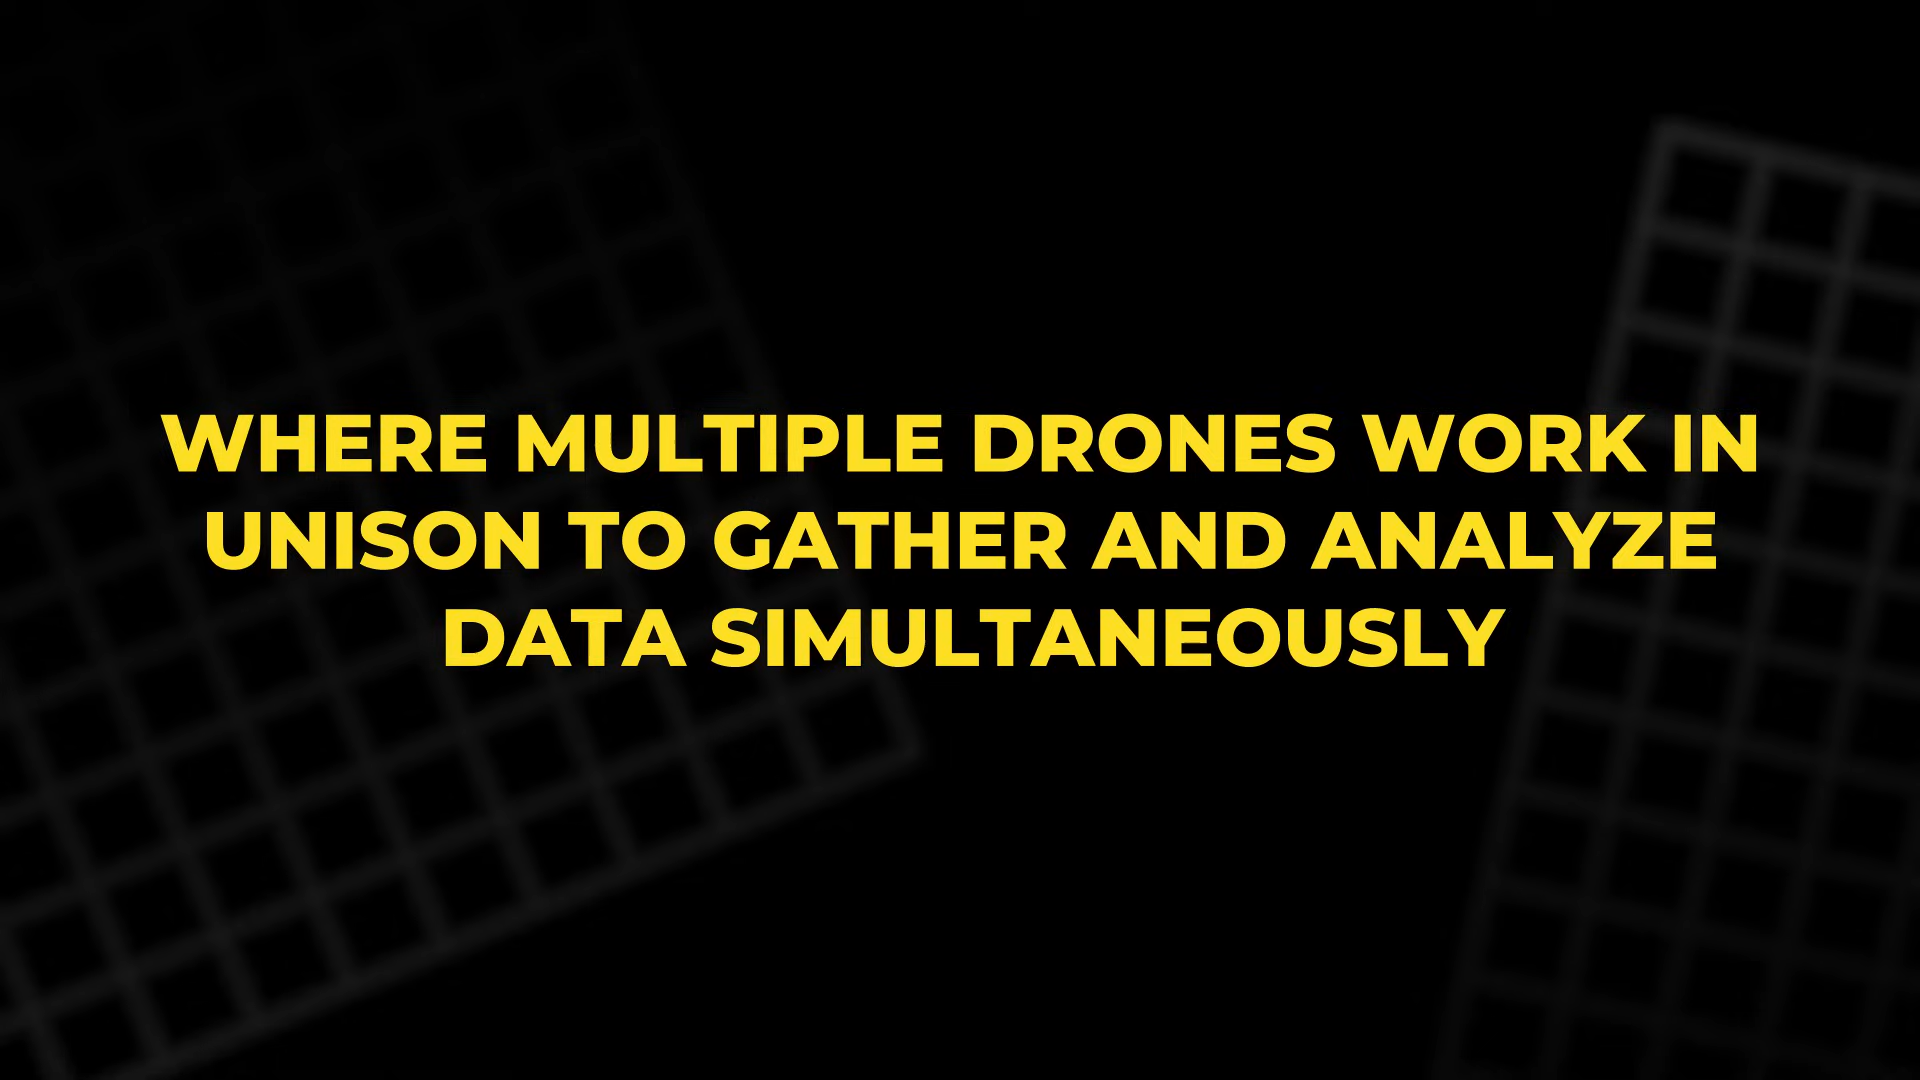 WHERE MULTIPLE DRONES WORK IN
UNISON TO GATHER AND ANALYZE
DATA SIMULTANEOUSLY